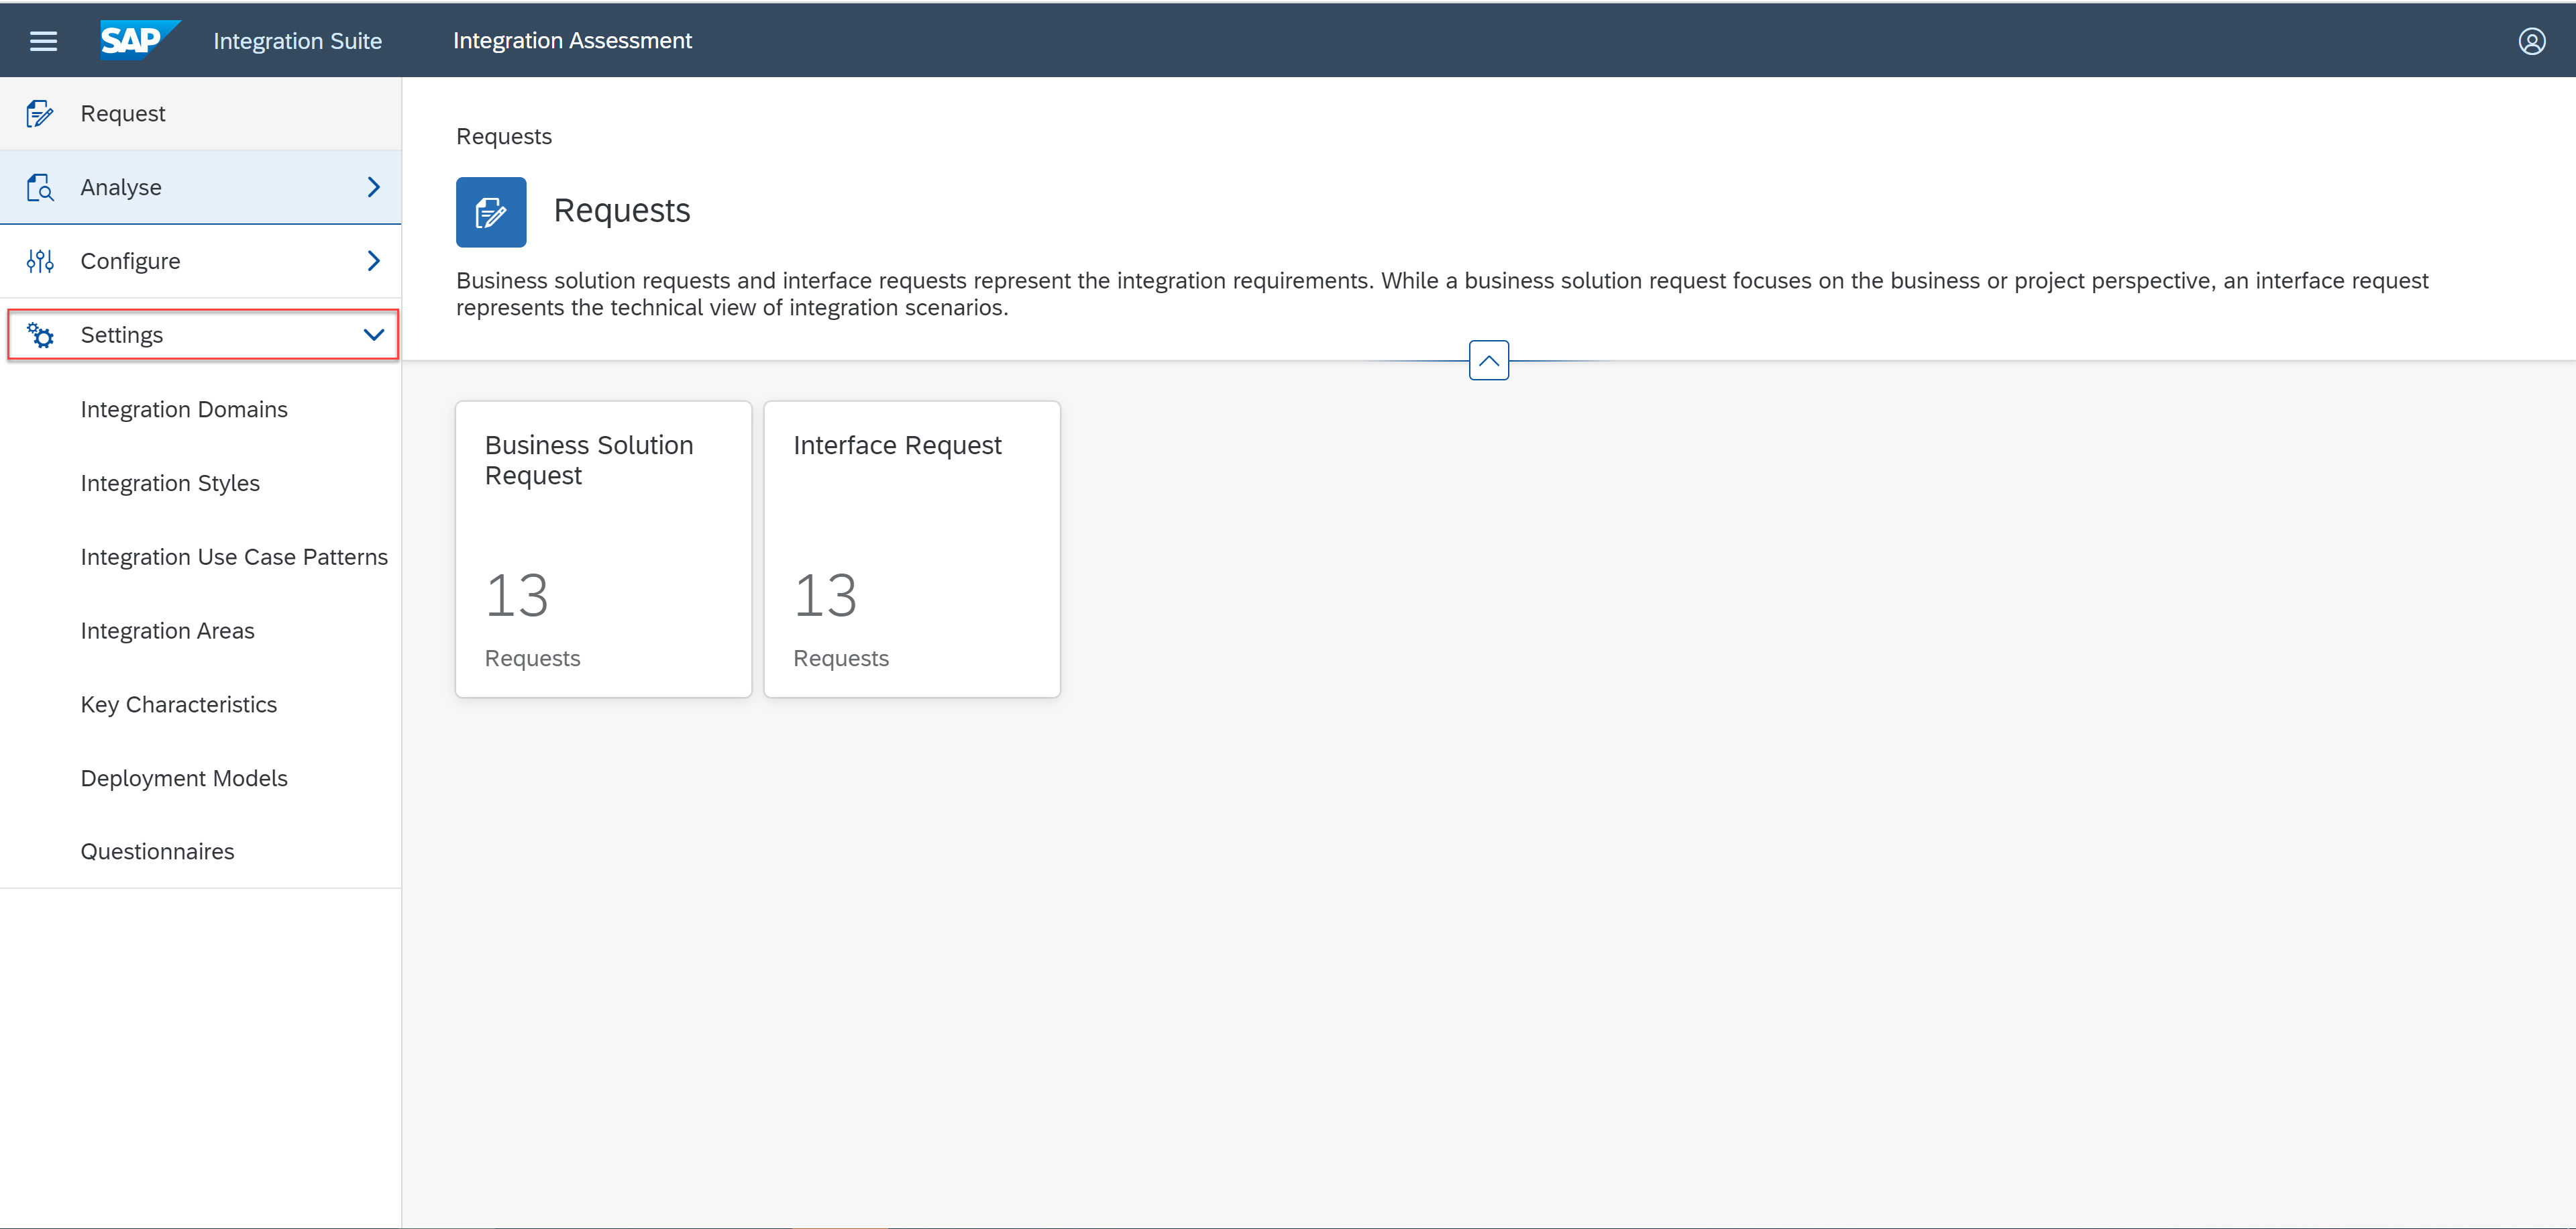 SAP Integration Suite Integration Assessment
Request
Analyse
Configure
Settings
Integration Domains
Integration Styles
Integration Use Case Patterns
Integration Areas
Key Characteristics
Deployment Models
Questionnaires
Requests
Requests
Business solution requests and interface requests represent the integration requirements. While a business solution request focuses on the business or project perspective, an interface request
represents the technical view of integration scenarios.
Business Solution
Request
13
Requests
Interface Request
13
Requests